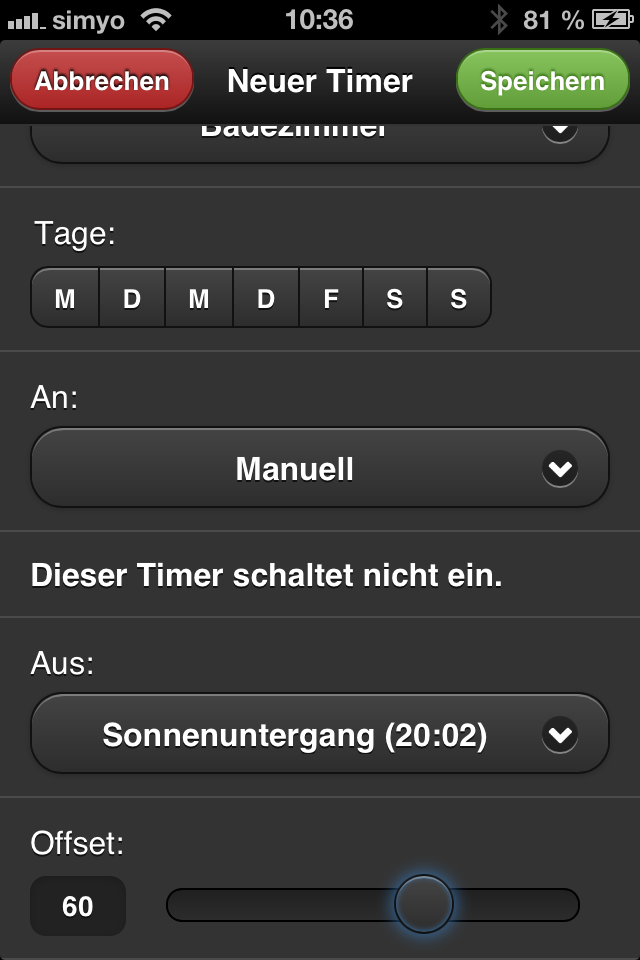 simyo 10:36 81 %
Abbrechen Neuer Timer Speichern
Badezimmer
Tage:
M D M D F S S
An:
Manuell
Dieser Timer schaltet nicht ein.
Aus:
Sonnenuntergang (20:02)
Offset:
60